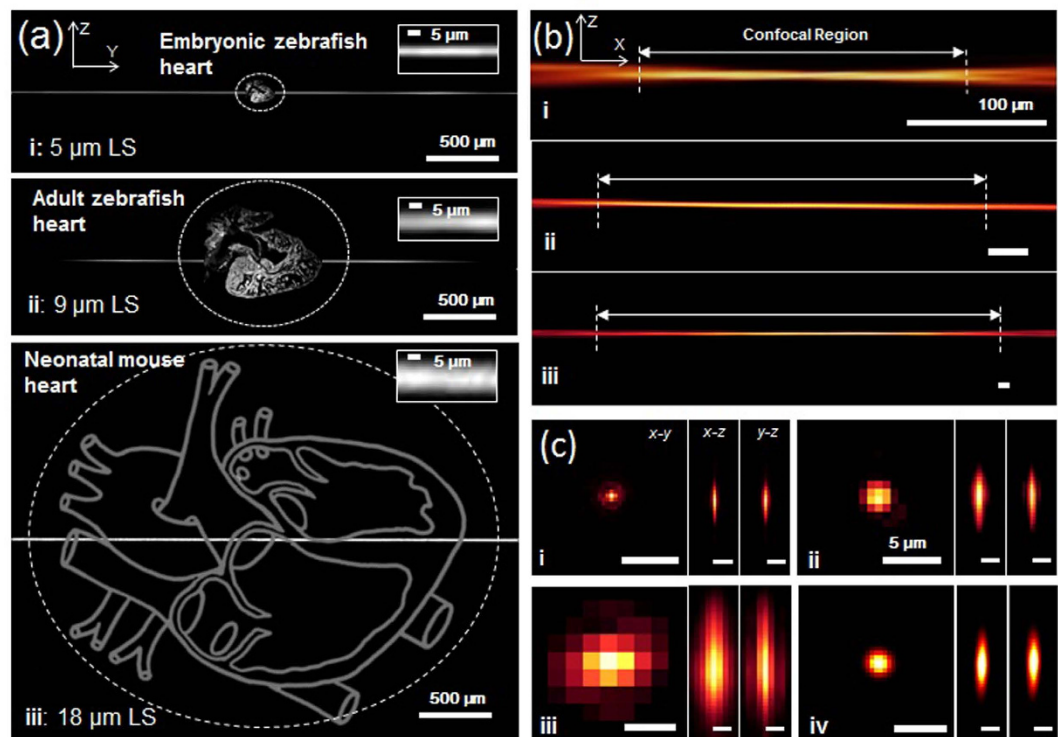 (a)
Z
Y
Embryonic zebrafish
heart
5 µm
i: 5 µm LS
500 µm
Adult zebrafish
heart
5 µm
ii: 9 µm LS
500 µm
Neonatal mouse
heart
5 µm
iii: 18 µm LS
500 µm
(b)
Z
X
Confocal Region
i
100 µm
ii
iii
(c)
x-y
x-z
y-z
i
ii
5 µm
iii
iv